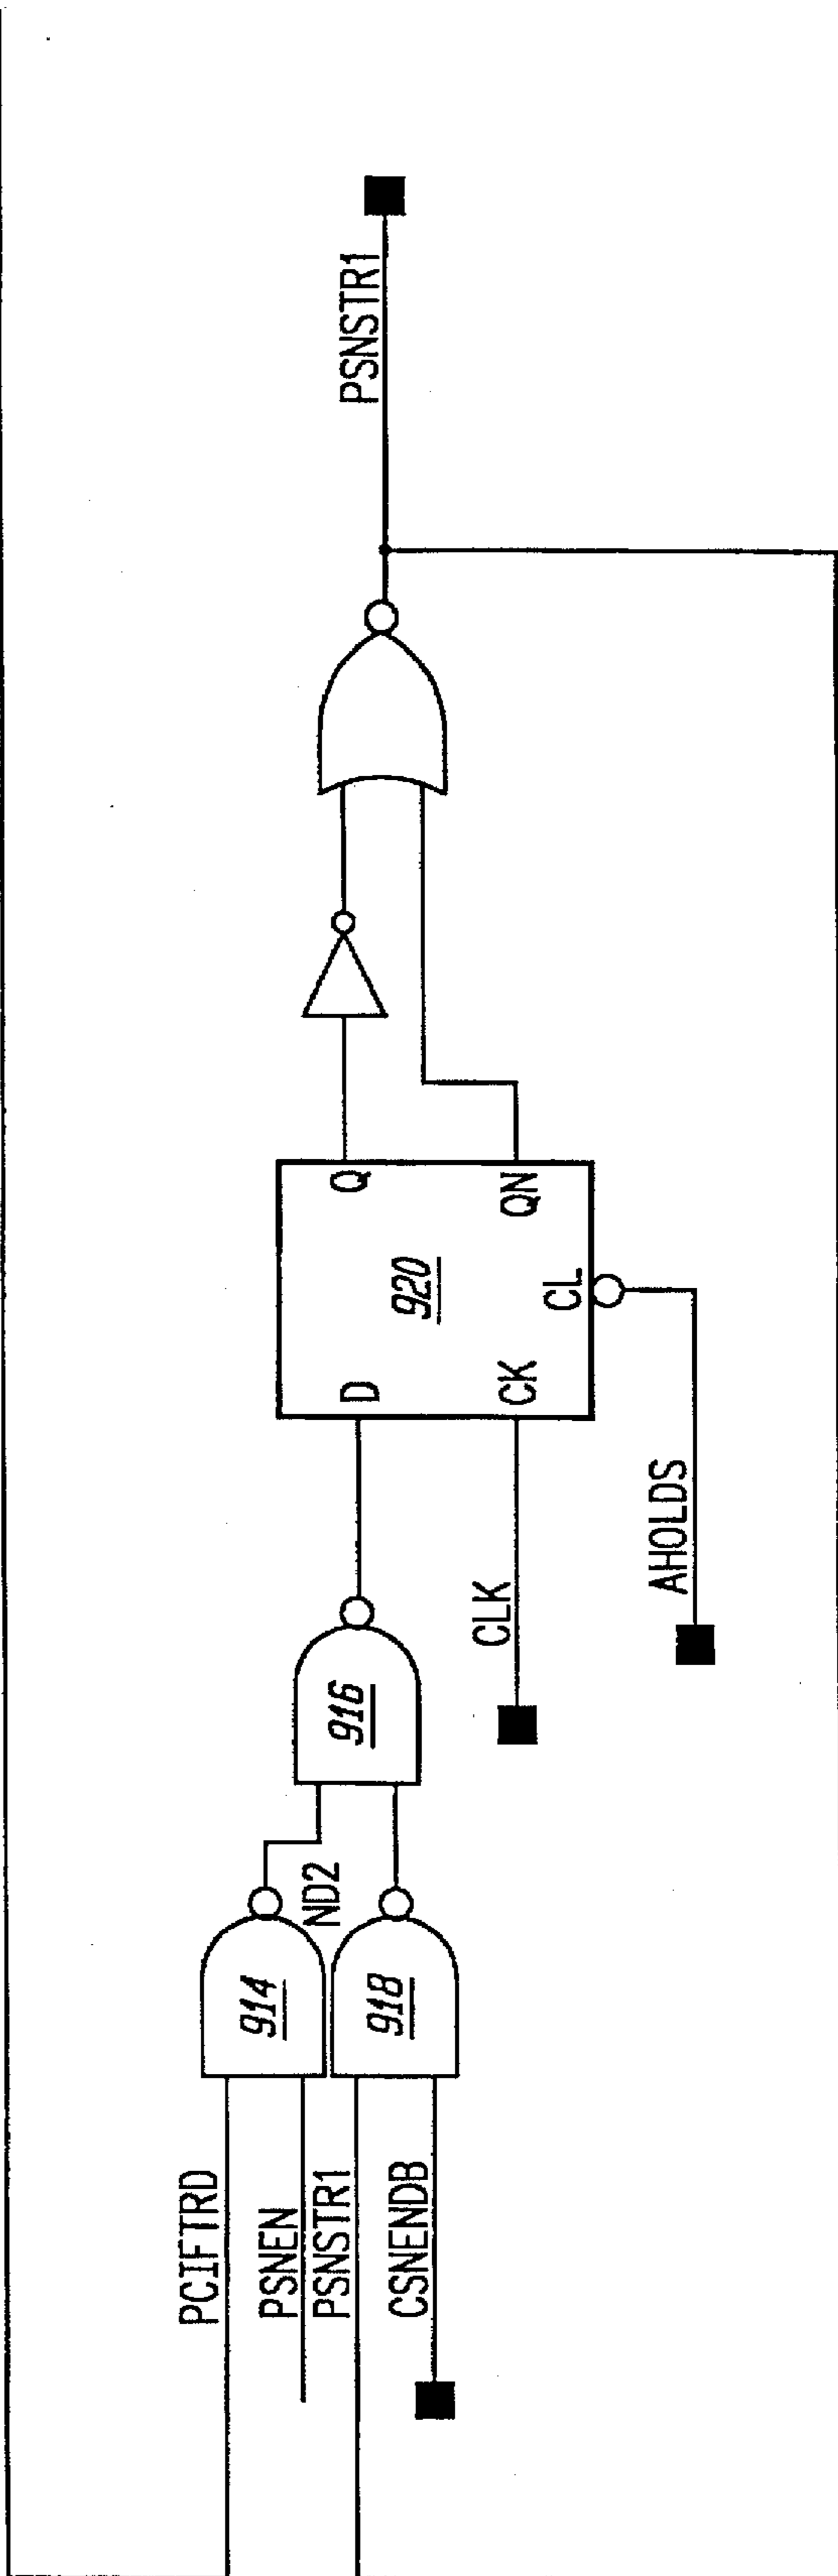 PCIFTRD
PSNEN
PSNSTR1
CSNENDB
914
918
ND2
916
CLK
AHOLDS
D
CK
CL
920
Q
QN
PSNSTR1